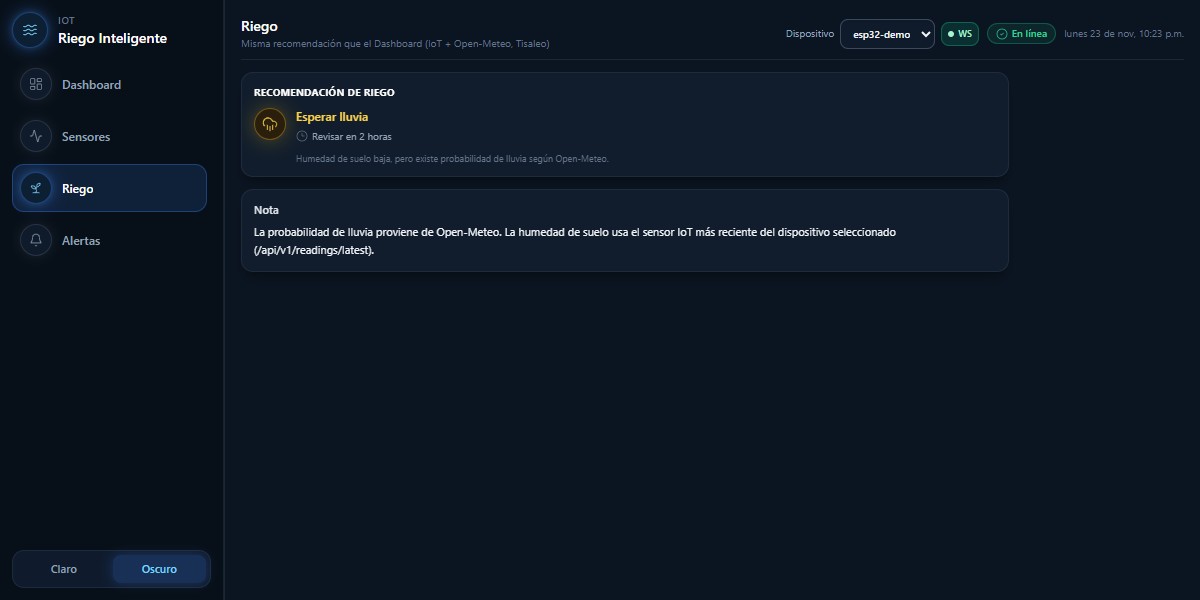 IOT
Riego Inteligente
Dashboard
Sensores
Riego
Alertas
Claro
Oscuro
Riego
Misma recomendación que el Dashboard (IoT + Open-Meteo, Tisaleo)
Dispositivo
esp32-demo
WS
En línea
lunes 23 de nov, 10:23 p.m.
RECOMENDACIÓN DE RIEGO
Esperar lluvia
Revisar en 2 horas
Humedad de suelo baja, pero existe probabilidad de lluvia según Open-Meteo.
Nota
La probabilidad de lluvia proviene de Open-Meteo. La humedad de suelo usa el sensor IoT más reciente del dispositivo seleccionado
(/api/v1/readings/latest).